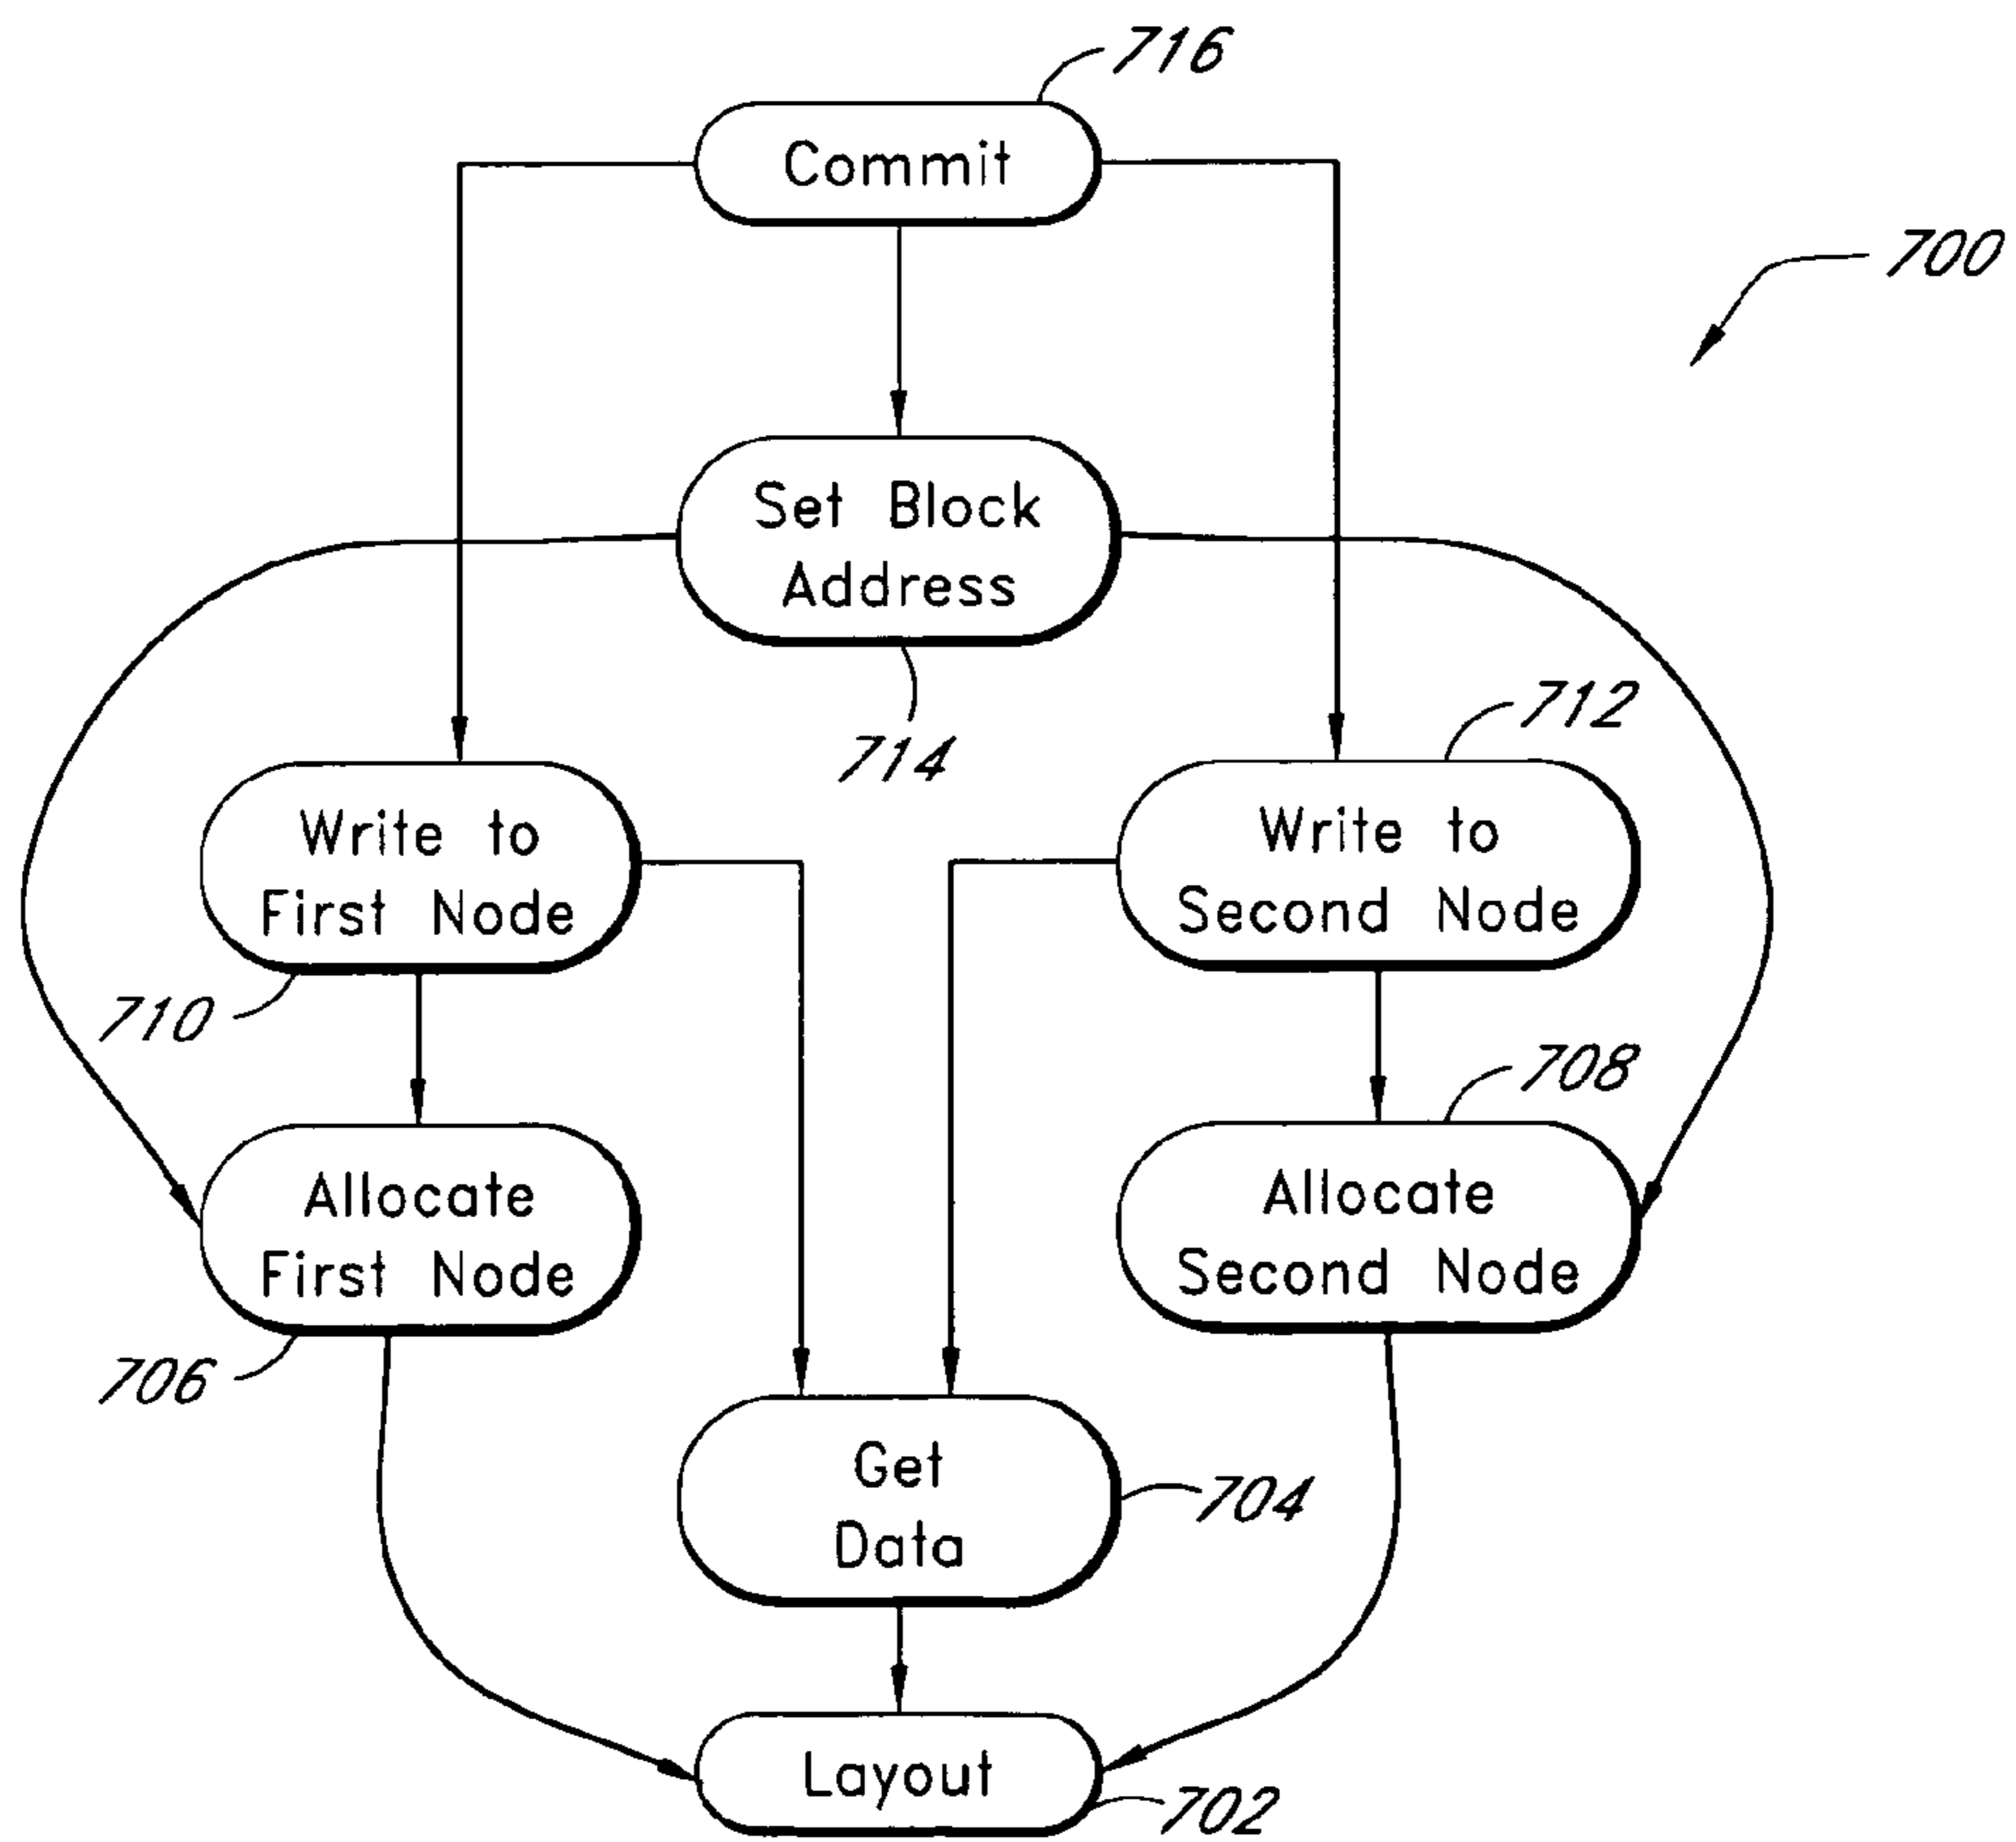 716
Commit
700
Set Block
Address
714
712
Write to
First Node
Write to
Second Node
710
708
Allocate
First Node
Allocate
Second Node
706
Get
Data
704
Layout
702